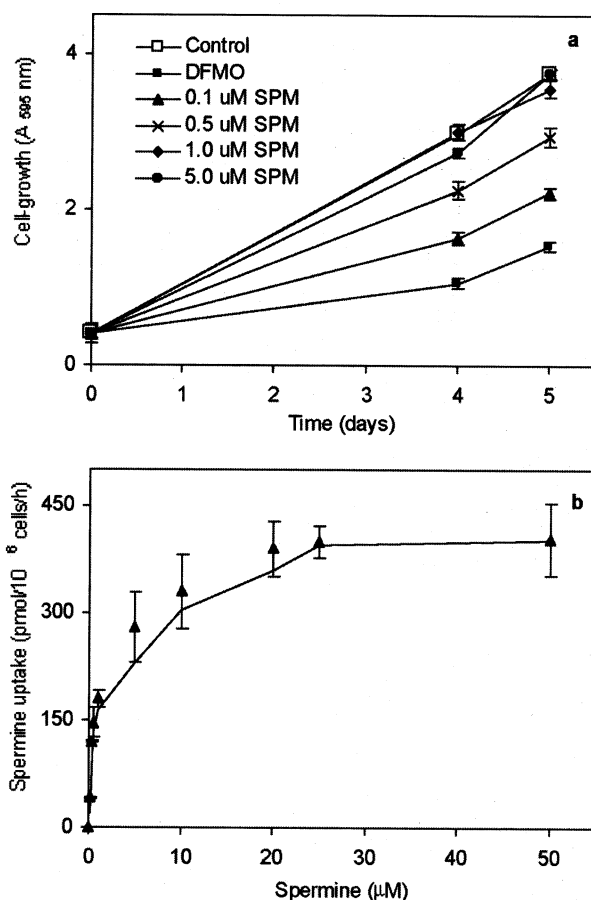 a
Control
DFMO
0.1 uM SPM
0.5 uM SPM
1.0 uM SPM
5.0 uM SPM
Cell-growth (A 595 nm)
4
2
0
0 1 2 3 4 5
Time (days)
b
Spermine uptake (pmol/10 6 cells/h)
450
300
150
0
0 10 20 30 40 50
Spermine (µM)